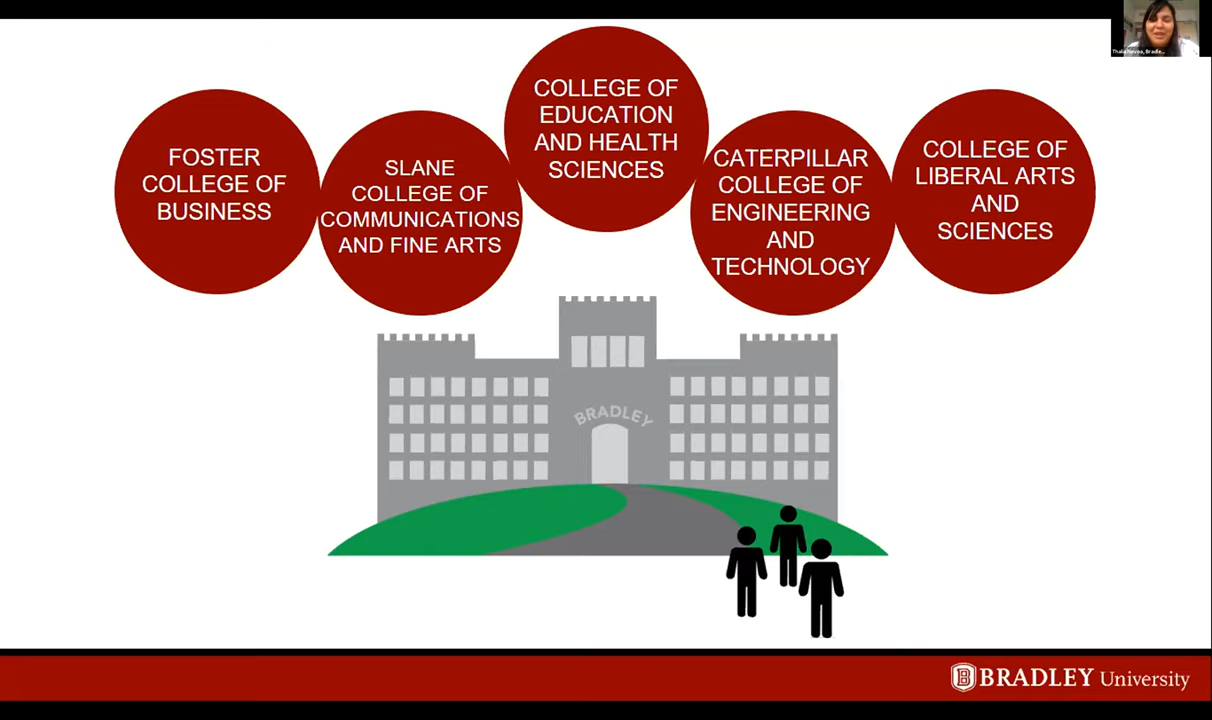 FOSTER
COLLEGE OF
BUSINESS
SLANE
COLLEGE OF
COMMUNICATIONS
AND FINE ARTS
COLLEGE OF
EDUCATION
AND HEALTH
SCIENCES
CATERPILLAR
COLLEGE OF
ENGINEERING
AND
TECHNOLOGY
COLLEGE OF
LIBERAL ARTS
AND
SCIENCES
BRADLEY
B BRADLEY University